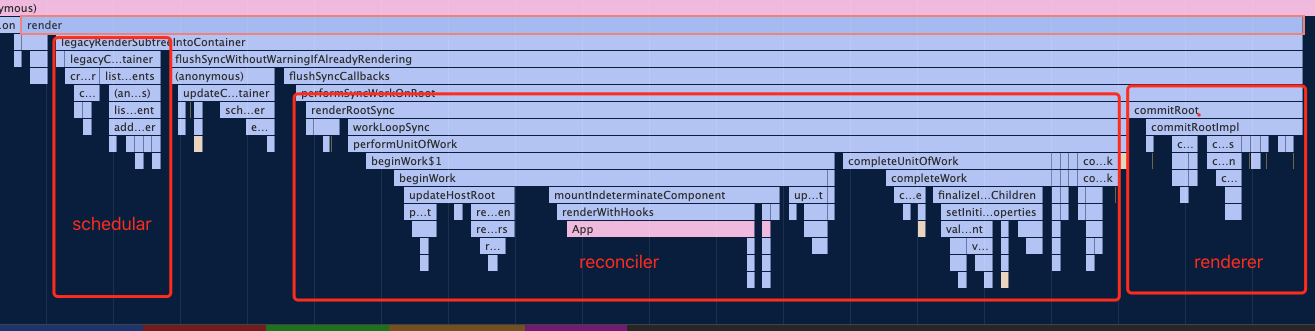 ymous)
..on render
legacyRenderSubtreeIntoContainer
legacyC...tainer flushSyncWithoutWarningIfAlreadyRendering
cr...r list...ents (anonymous) flushSyncCallbacks
c... (an...s) updateC...tainer performSyncWorkOnRoot
lis...ent sch...er renderRootSync commitRoot
add...er e... workLoopSync commitRootImpl
performUnitOfWork c... c...s
beginWork$1 completeUnitOfWork co...k c...n
beginWork completeWork co...k c...
updateHostRoot mountIndeterminateComponent up...t c...e finalizeI...Children
p...t re...en renderWithHooks setIniti...operties
schedular re...rs App val...nt
r... v...
reconciler renderer